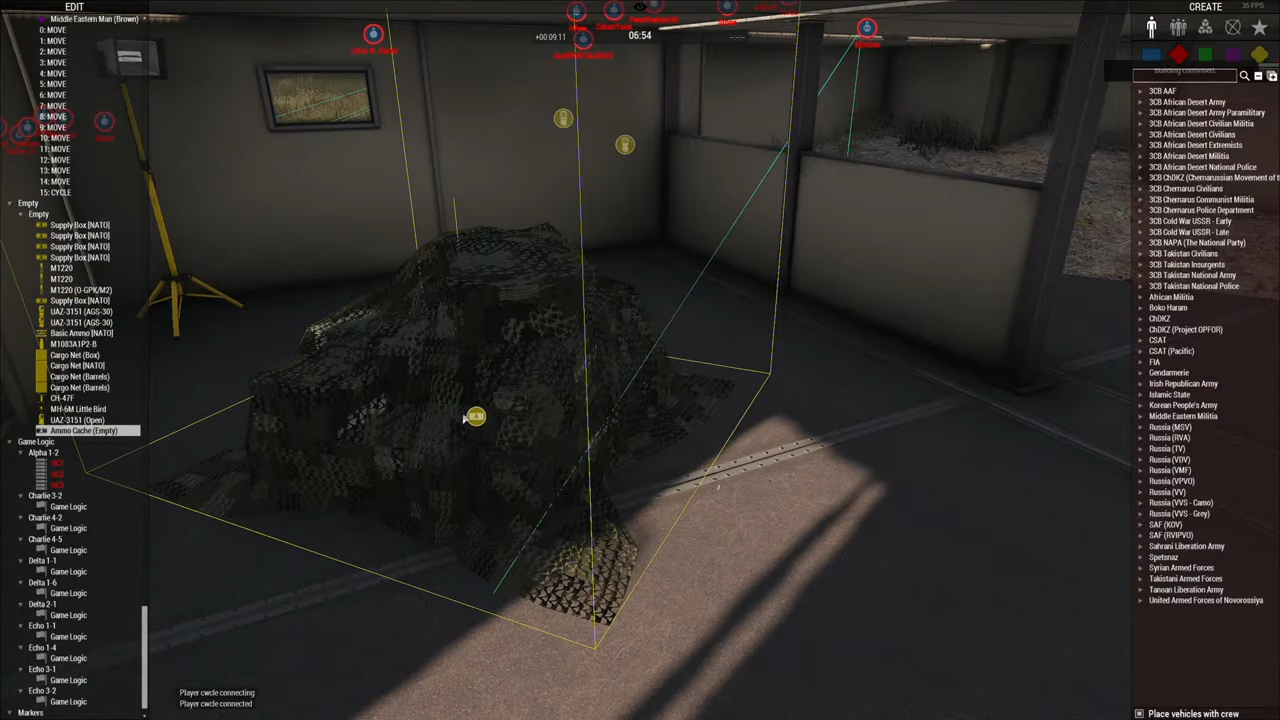 EDIT
Middle Eastern Man (Brown)
0: MOVE
1: MOVE
2: MOVE
3: MOVE
4: MOVE
5: MOVE
6: MOVE
7: MOVE
8: MOVE
9: MOVE
10: MOVE
11: MOVE
12: MOVE
13: MOVE
14: MOVE
15: CYCLE
Empty
Empty
Supply Box [NATO]
Supply Box [NATO]
Supply Box [NATO]
Supply Box [NATO]
M1220
M1220
M1220 (O-GPK/M2)
Supply Box [NATO]
UAZ-3151 (AGS-30)
UAZ-3151 (AGS-30)
Basic Ammo [NATO]
M1083A1P2-B
Cargo Net (Box)
Cargo Net [NATO]
Cargo Net (Barrels)
Cargo Net (Barrels)
CH-47F
MH-6M Little Bird
UAZ-3151 (Open)
Ammo Cache (Empty)
Game Logic
Alpha 1-2
HC1
HC2
HC3
Charlie 3-2
Game Logic
Charlie 4-2
Game Logic
Charlie 4-5
Game Logic
Delta 1-1
Game Logic
Delta 1-6
Game Logic
Delta 2-1
Game Logic
Echo 1-1
Game Logic
Echo 1-4
Game Logic
Echo 3-1
Game Logic
Echo 3-2
Game Logic
Markers
+00:09:11
06:54
--:--
Player cwcle connecting
Player cwcle connected
35 FPS
CREATE
Building confirmed.
3CB AAF
3CB African Desert Army
3CB African Desert Army Paramilitary
3CB African Desert Civilian Militia
3CB African Desert Civilians
3CB African Desert Extremists
3CB African Desert Militia
3CB African Desert National Police
3CB ChDKZ (Chernarussian Movement of t
3CB Chernarus Civilians
3CB Chernarus Communist Militia
3CB Chernarus Police Department
3CB Cold War USSR - Early
3CB Cold War USSR - Late
3CB NAPA (The National Party)
3CB Takistan Civilians
3CB Takistan Insurgents
3CB Takistan National Army
3CB Takistan National Police
African Militia
Boko Haram
ChDKZ
ChDKZ (Project OPFOR)
CSAT
CSAT (Pacific)
FIA
Gendarmerie
Irish Republican Army
Islamic State
Korean People's Army
Middle Eastern Militia
Russia (MSV)
Russia (RVA)
Russia (TV)
Russia (VDV)
Russia (VMF)
Russia (VPVO)
Russia (VV)
Russia (VVS - Camo)
Russia (VVS - Grey)
SAF (KOV)
SAF (RVIPVO)
Sahrani Liberation Army
Spetsnaz
Syrian Armed Forces
Takistani Armed Forces
Tanoan Liberation Army
United Armed Forces of Novorossiya
Place vehicles with crew